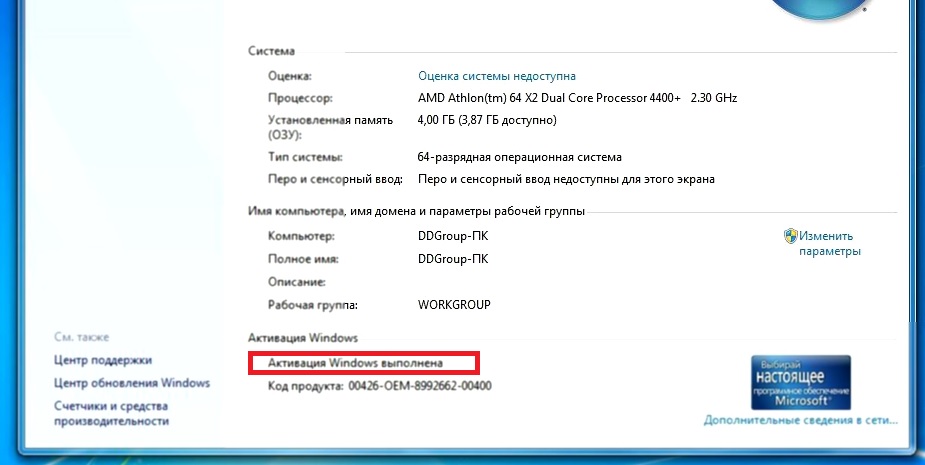 Система
Оценка: Оценка системы недоступна
Процессор: AMD Athlon(tm) 64 X2 Dual Core Processor 4400+ 2.30 GHz
Установленная память 4,00 ГБ (3,87 ГБ доступно)
(ОЗУ):
Тип системы: 64-разрядная операционная система
Перо и сенсорный ввод: Перо и сенсорный ввод недоступны для этого экрана
Имя компьютера, имя домена и параметры рабочей группы
Компьютер: DDGroup-ПК
Изменить
параметры
Полное имя: DDGroup-ПК
Описание:
Рабочая группа: WORKGROUP
Активация Windows
Активация Windows выполнена
Код продукта: 00426-OEM-8992662-00400
Выбирай
настоящее
программное обеспечение
Microsoft®
Дополнительные сведения в сети...
См. также
Центр поддержки
Центр обновления Windows
Счетчики и средства
производительности